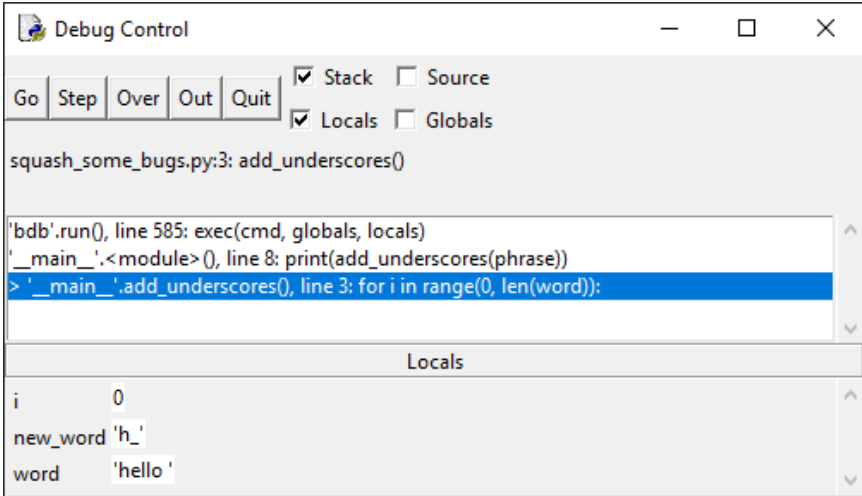 Debug Control
Go Step Over Out Quit
Stack Source
Locals Globals
squash_some_bugs.py:3: add_underscores()
'bdb'.run(), line 585: exec(cmd, globals, locals)
'__main__'.<module>(), line 8: print(add_underscores(phrase))
> '__main__'.add_underscores(), line 3: for i in range(0, len(word)):
Locals
i 0
new_word 'h_'
word 'hello '